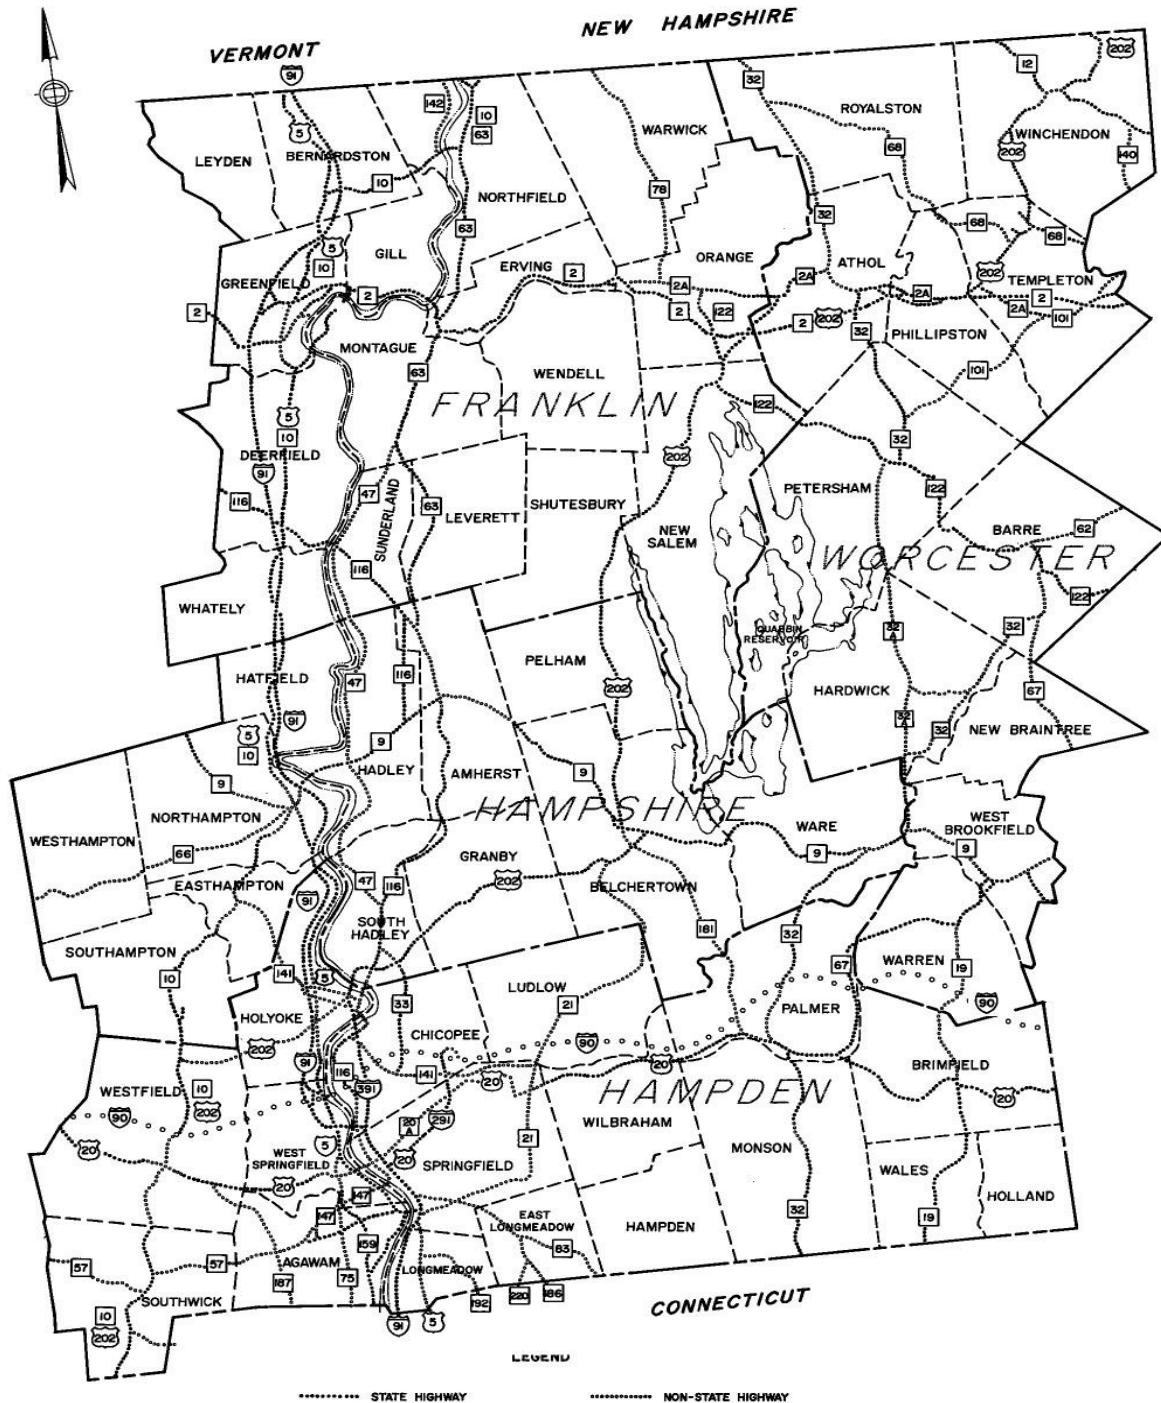 NEW HAMPSHIRE
VERMONT
91
202
12
32
142
10
63
5
ROYALSTON
WARWICK
WINCHENDON
BERNARDSTON
LEYDEN
68
202
140
10
78
NORTHFIELD
32
63
68
68
5
GILL
ORANGE
ATHOL
10
ERVING
2
GREENFIELD
2A
2A
202
TEMPLETON
2
2
2A
2
2
122
2
202
2A
101
32
PHILLIPSTON
MONTAGUE
63
WENDELL
101
FRANKLIN
122
5
10
32
DEERFIELD
202
91
47
116
63
SUNDERLAND
LEVERETT
SHUTESBURY
PETERSHAM
122
NEW
SALEM
BARRE
62
WORCESTER
116
WHATELY
122
32
A
32
QUABBIN
RESERVOIR
PELHAM
HATFIELD
47
116
202
HARDWICK
67
91
5
10
32
A
32
NEW BRAINTREE
9
HADLEY
AMHERST
9
9
HAMPSHIRE
NORTHAMPTON
WARE
WEST
BROOKFIELD
WESTHAMPTON
66
9
9
GRANBY
EASTHAMPTON
47
116
202
BELCHERTOWN
91
SOUTH
HADLEY
181
32
SOUTHAMPTON
WARREN
67
10
141
5
19
LUDLOW
33
21
90
PALMER
HOLYOKE
CHICOPEE
202
90
91
20
BRIMFIELD
116
141
20
WESTFIELD
10
391
HAMPDEN
20
90
202
291
WILBRAHAM
20
A
21
20
5
20
MONSON
WEST
SPRINGFIELD
SPRINGFIELD
WALES
20
HOLLAND
147
147
EAST
LONGMEADOW
32
19
HAMPDEN
159
83
57
57
AGAWAM
LONGMEADOW
187
75
SOUTHWICK
192
220
186
10
202
91
5
CONNECTICUT
LEGEND
STATE HIGHWAY
NON-STATE HIGHWAY